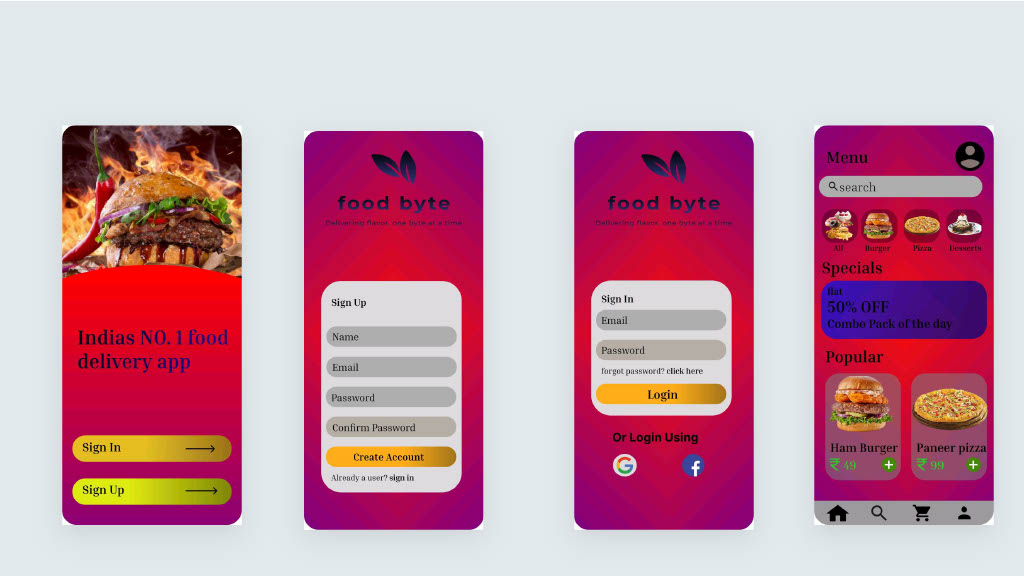 Indias NO. 1 food
delivery app
Sign In
Sign Up
food byte
Delivering flavor, one byte at a time
Sign Up
Name
Email
Password
Confirm Password
Create Account
Already a user? sign in
food byte
Delivering flavor, one byte at a time
Sign In
Email
Password
forgot password? click here
Login
Or Login Using
Menu
search
All Burger Pizza Desserts
Specials
flat
50% OFF
Combo Pack of the day
Popular
Ham Burger
₹ 49
Paneer pizza
₹ 99